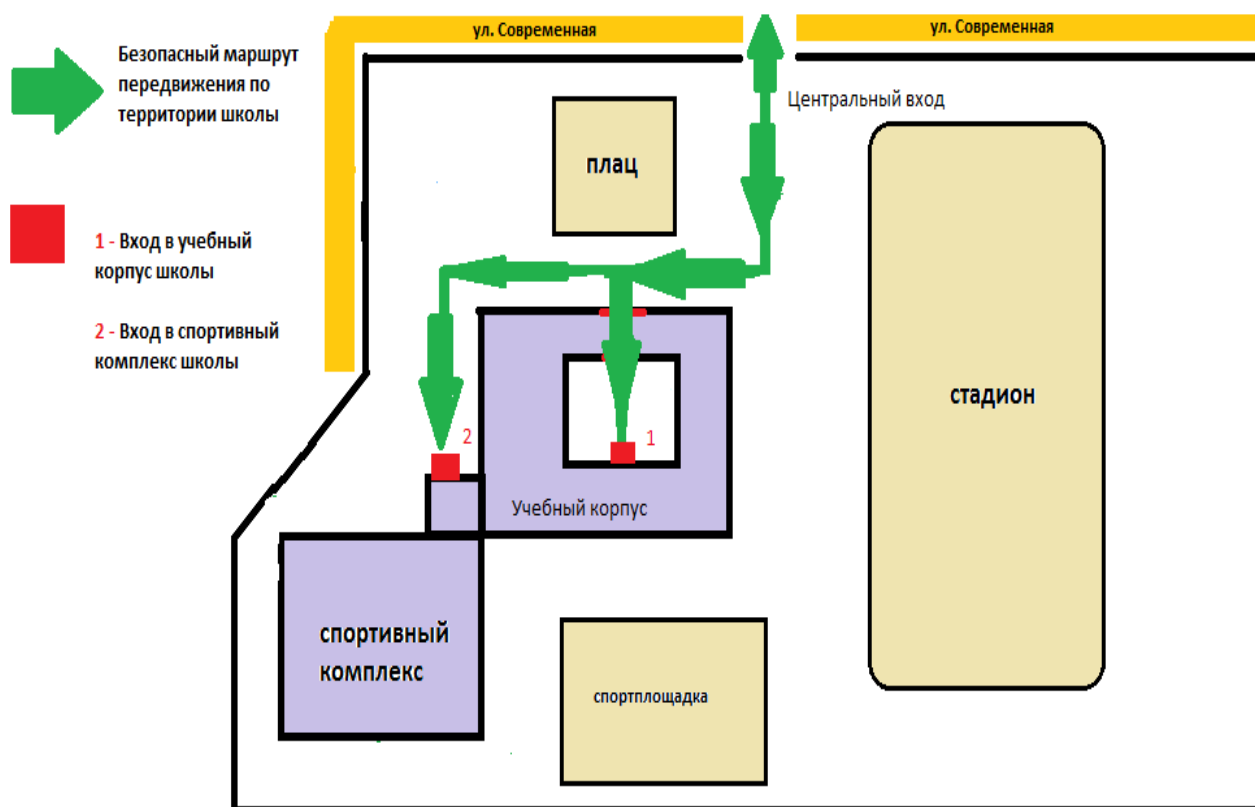 ул. Современная
ул. Современная
Безопасный маршрут
передвижения по
территории школы
Центральный вход
плац
1 - Вход в учебный
корпус школы
2 - Вход в спортивный
комплекс школы
стадион
2
1
Учебный корпус
спортивный
комплекс
спортплощадка